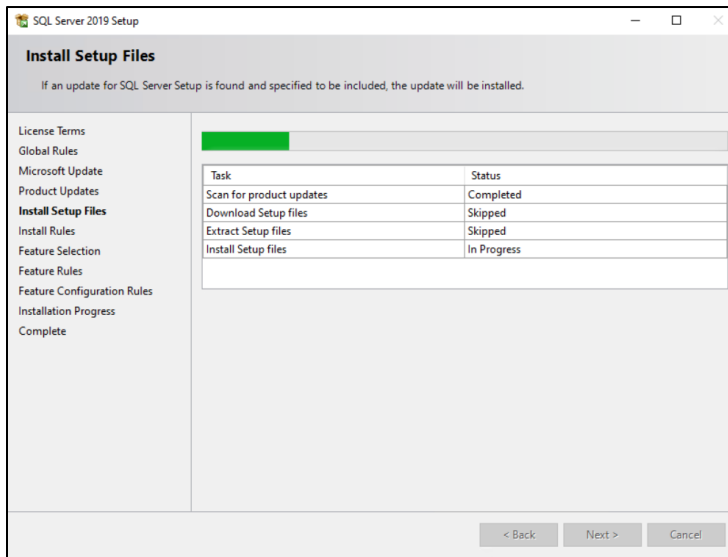 SQL Server 2019 Setup
Install Setup Files
If an update for SQL Server Setup is found and specified to be included, the update will be installed.
License Terms
Global Rules
Microsoft Update
Product Updates
Install Setup Files
Install Rules
Feature Selection
Feature Rules
Feature Configuration Rules
Installation Progress
Complete
Task Status
Scan for product updates Completed
Download Setup files Skipped
Extract Setup files Skipped
Install Setup files In Progress
< Back Next > Cancel